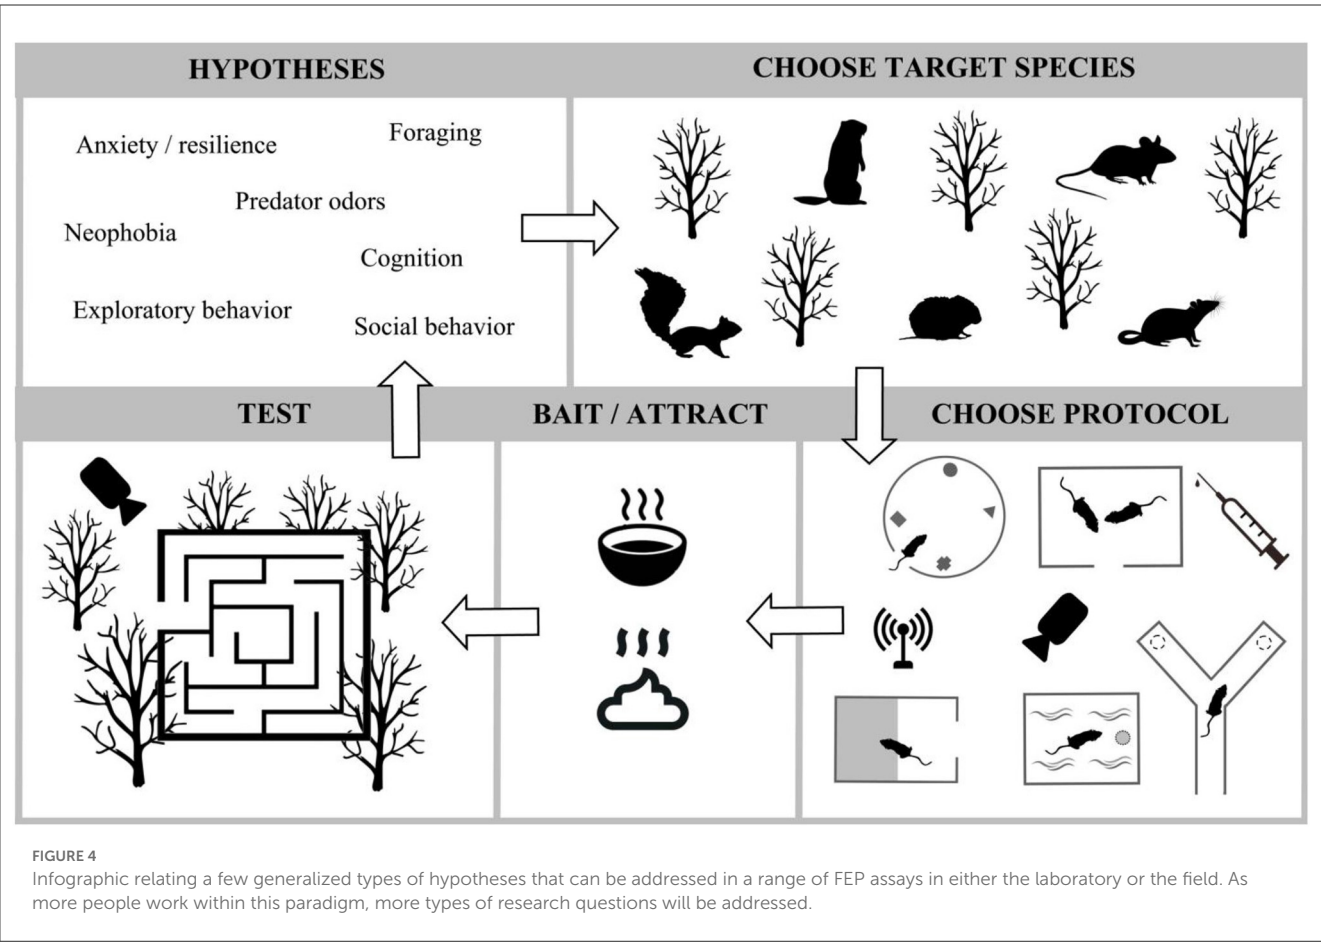 HYPOTHESES
Anxiety / resilience
Foraging
Predator odors
Neophobia
Cognition
Exploratory behavior
Social behavior
CHOOSE TARGET SPECIES
TEST
BAIT / ATTRACT
CHOOSE PROTOCOL
FIGURE 4
Infographic relating a few generalized types of hypotheses that can be addressed in a range of FEP assays in either the laboratory or the field. As
more people work within this paradigm, more types of research questions will be addressed.